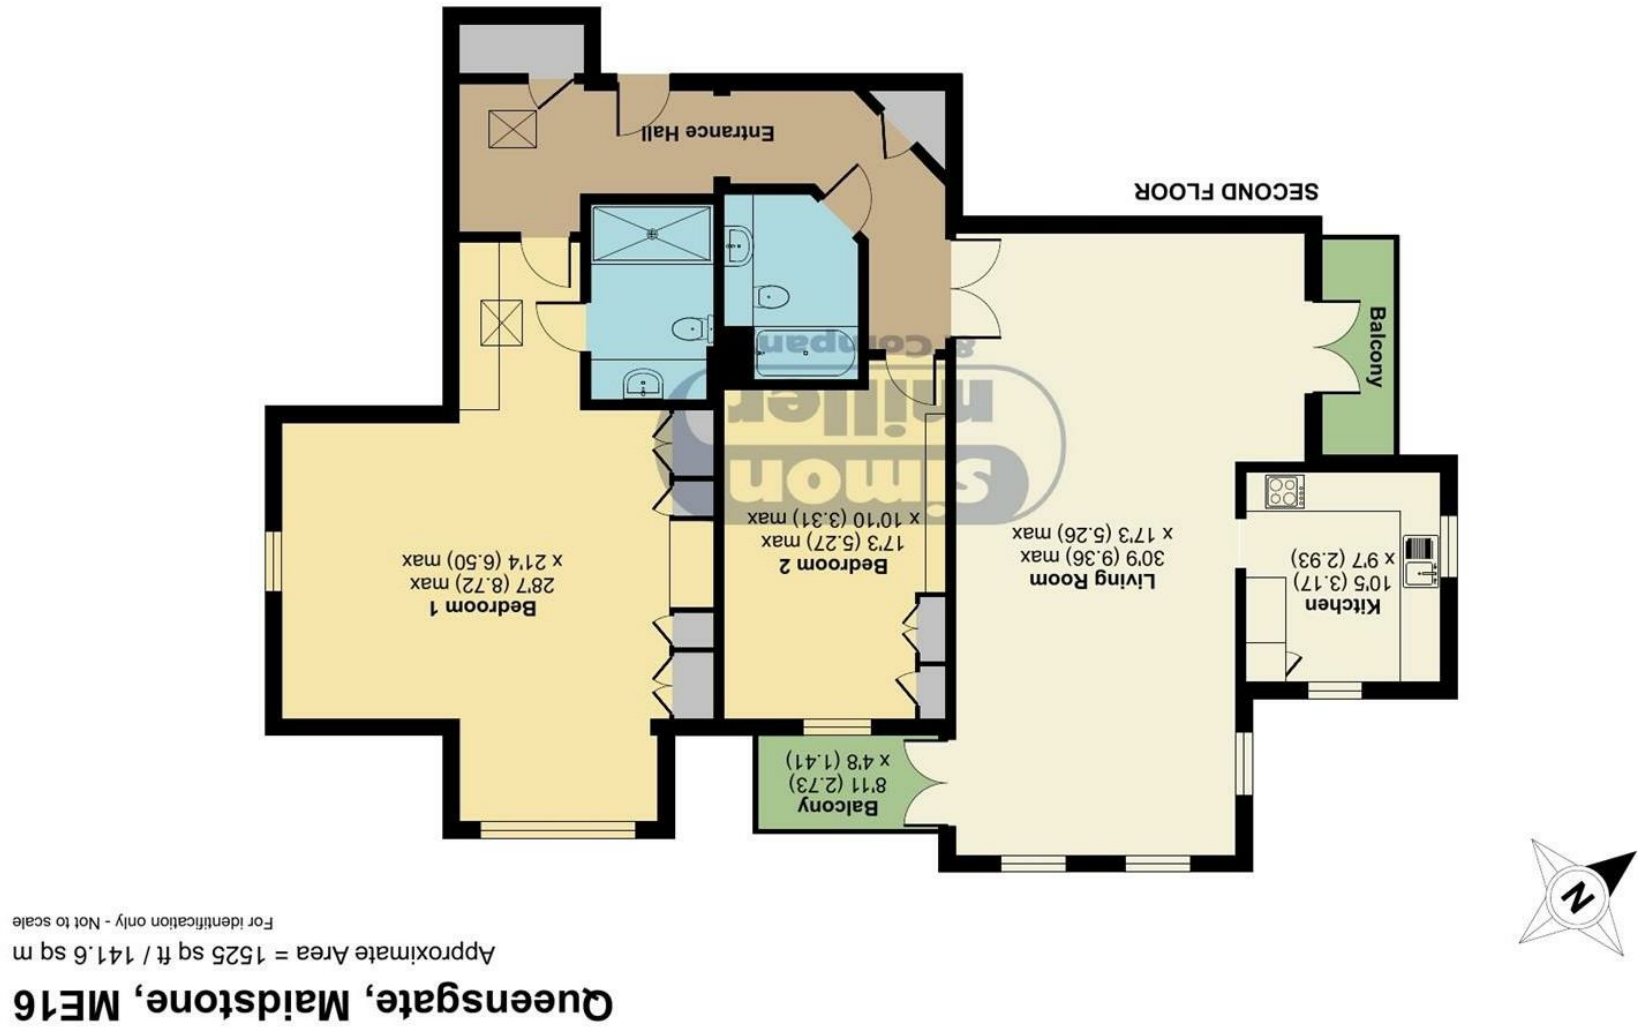 Queensgate, Maidstone, ME16
Approximate Area = 1525 sq ft / 141.6 sq m
For identification only - Not to scale
Balcony
8'11 (2.73)
x 4'8 (1.41)
Kitchen
10'5 (3.17)
x 9'7 (2.93)
Living Room
30'9 (9.36) max
x 17'3 (5.26) max
Bedroom 2
17'3 (5.27) max
x 10'10 (3.31) max
Bedroom 1
28'7 (8.72) max
x 21'4 (6.50) max
simon
miller
& Compan
Balcony
SECOND FLOOR
Entrance Hall
N